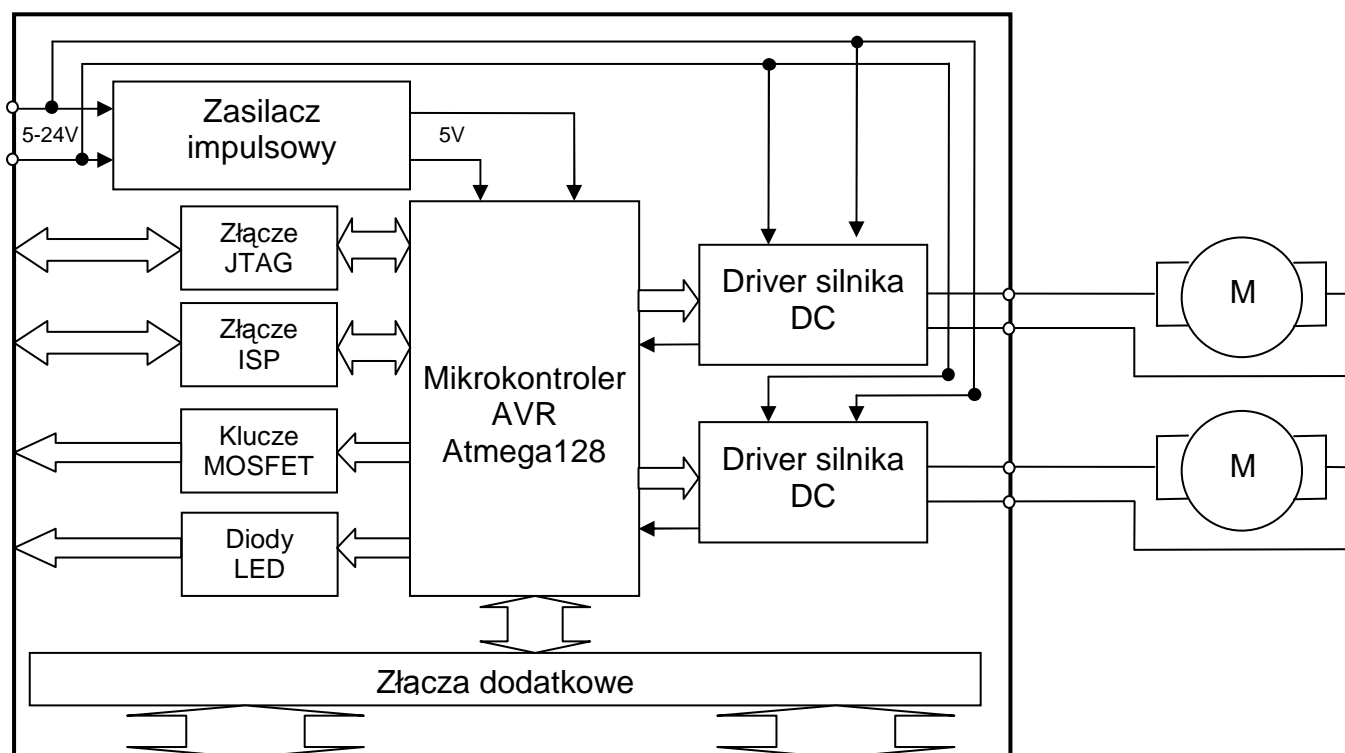 Zasilacz
impulsowy
5-24V
5V
Złącze
JTAG
Złącze
ISP
Klucze
MOSFET
Diody
LED
Mikrokontroler
AVR
Atmega128
Driver silnika
DC
Driver silnika
DC
M
M
Złącza dodatkowe